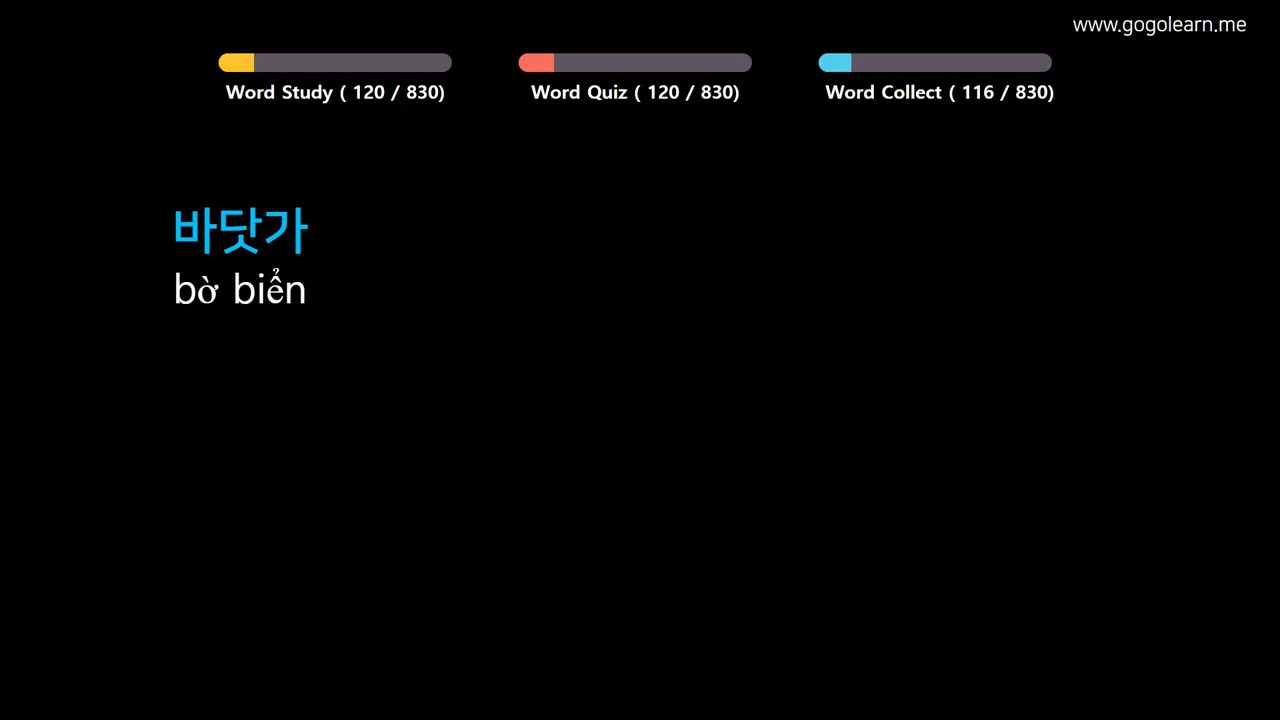 www.gogolearn.me
Word Study ( 120 / 830)
Word Quiz ( 120 / 830)
Word Collect ( 116 / 830)
바닷가
bờ biển